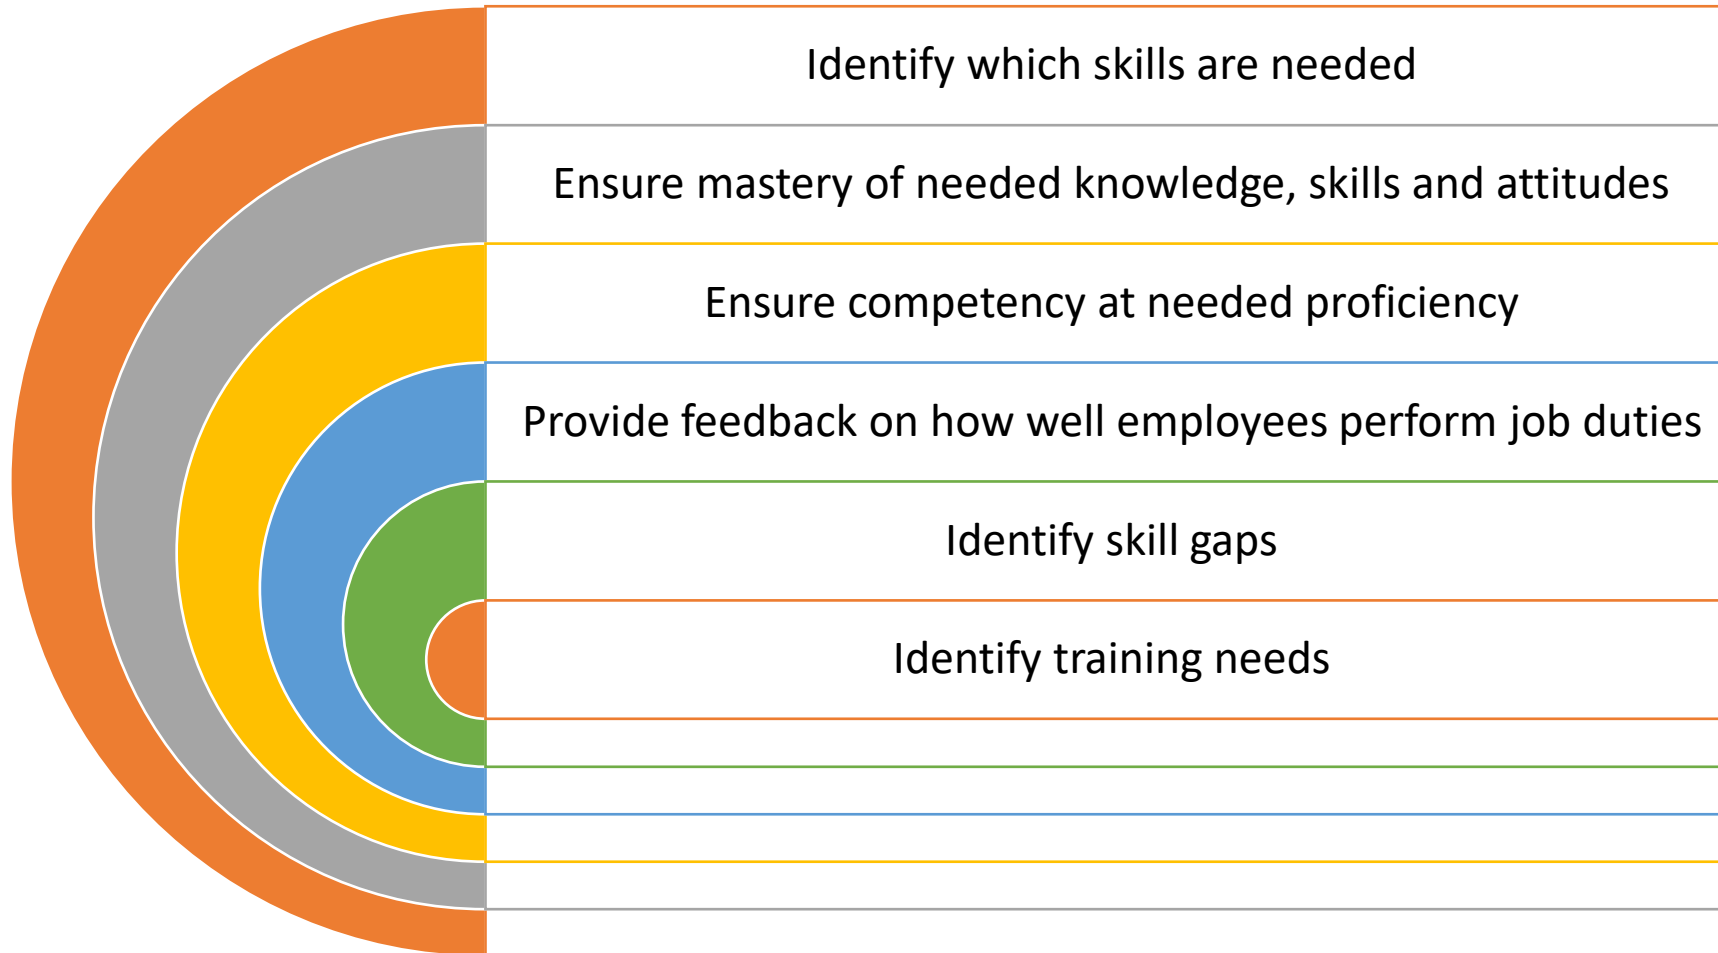 Identify which skills are needed
Ensure mastery of needed knowledge, skills and attitudes
Ensure competency at needed proficiency
Provide feedback on how well employees perform job duties
Identify skill gaps
Identify training needs